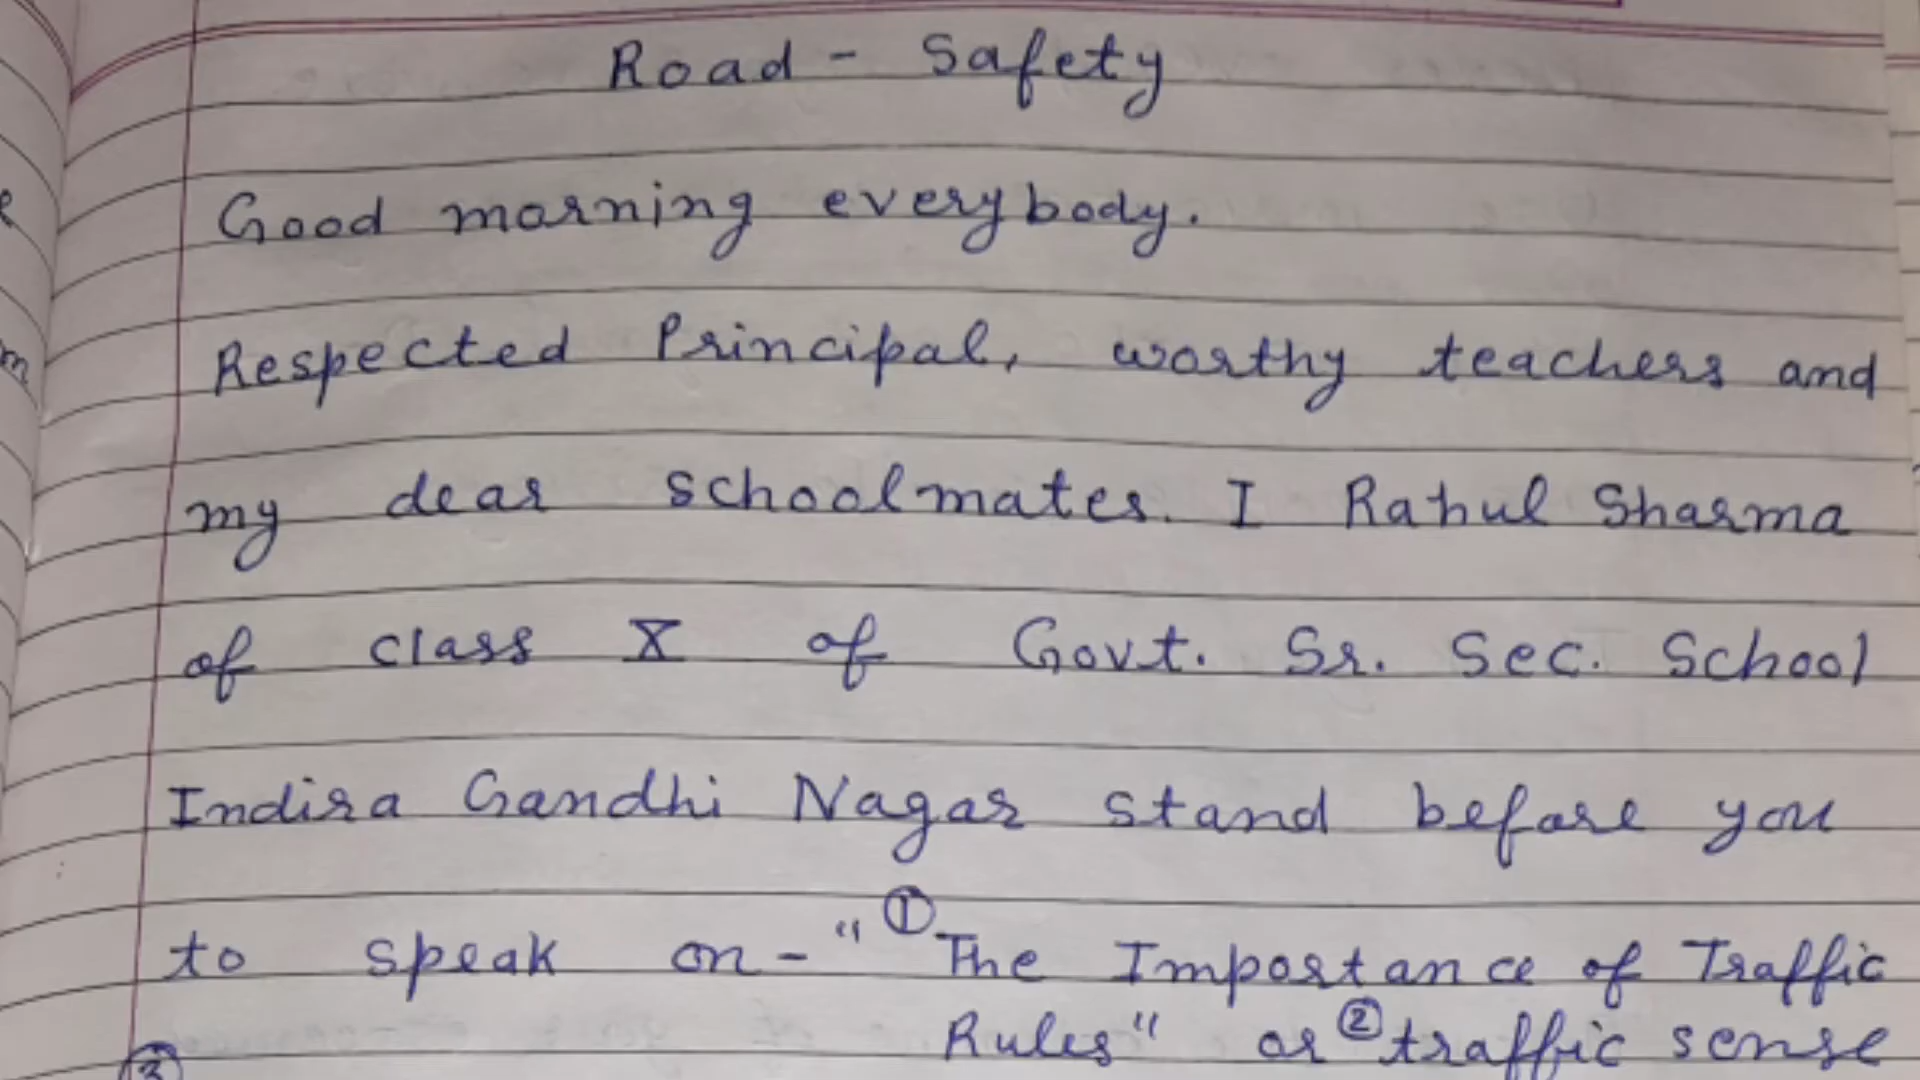 Road - Safety
Good morning everybody.
Respected Principal, worthy teachers and
my dear schoolmates. I Rahul Sharma
of class X of Govt. Sr. Sec. School
Indira Gandhi Nagar stand before you
to speak on - "① The Importance of Traffic
Rules" or ② traffic sense
③